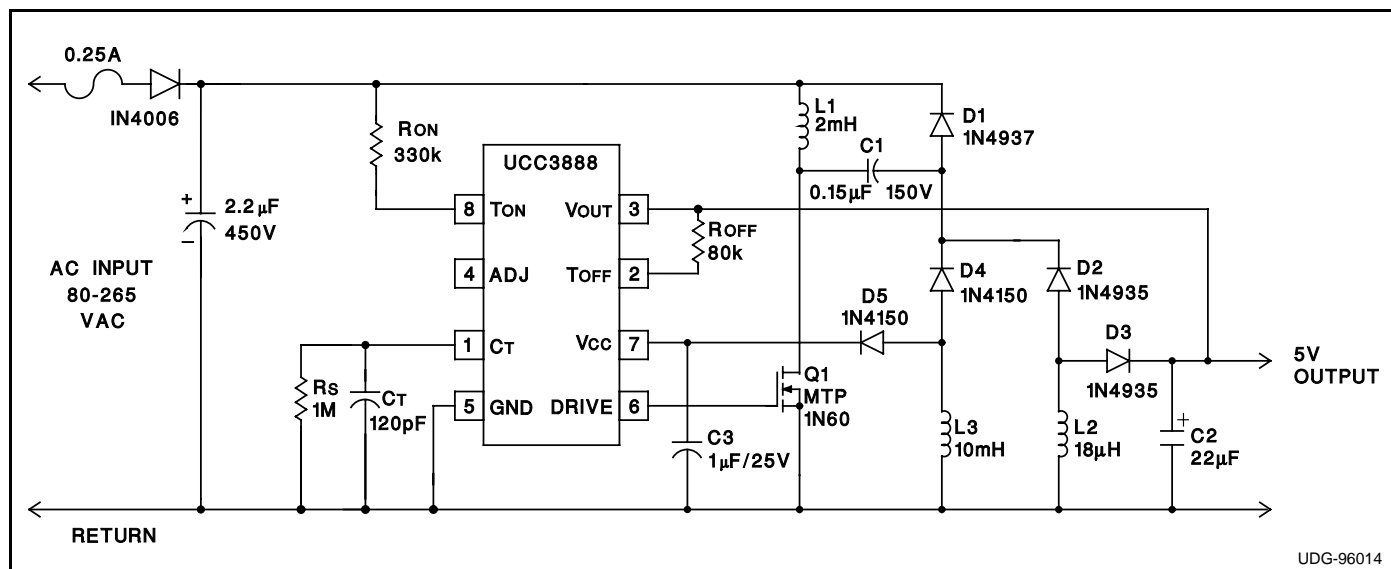 0.25A
IN4006
RON
330k
+
2.2µF
450V
–
AC INPUT
80-265
VAC
RS
1M
CT
120pF
UCC3888
8 TON
VOUT 3
4 ADJ
TOFF 2
1 CT
VCC 7
5 GND
DRIVE 6
ROFF
80k
L1
2mH
C1
0.15µF 150V
D1
1N4937
D4
1N4150
D2
1N4935
D5
1N4150
D3
1N4935
Q1
MTP
1N60
C3
1µF/25V
L3
10mH
L2
18µH
+
C2
22µF
5V
OUTPUT
RETURN
UDG-96014